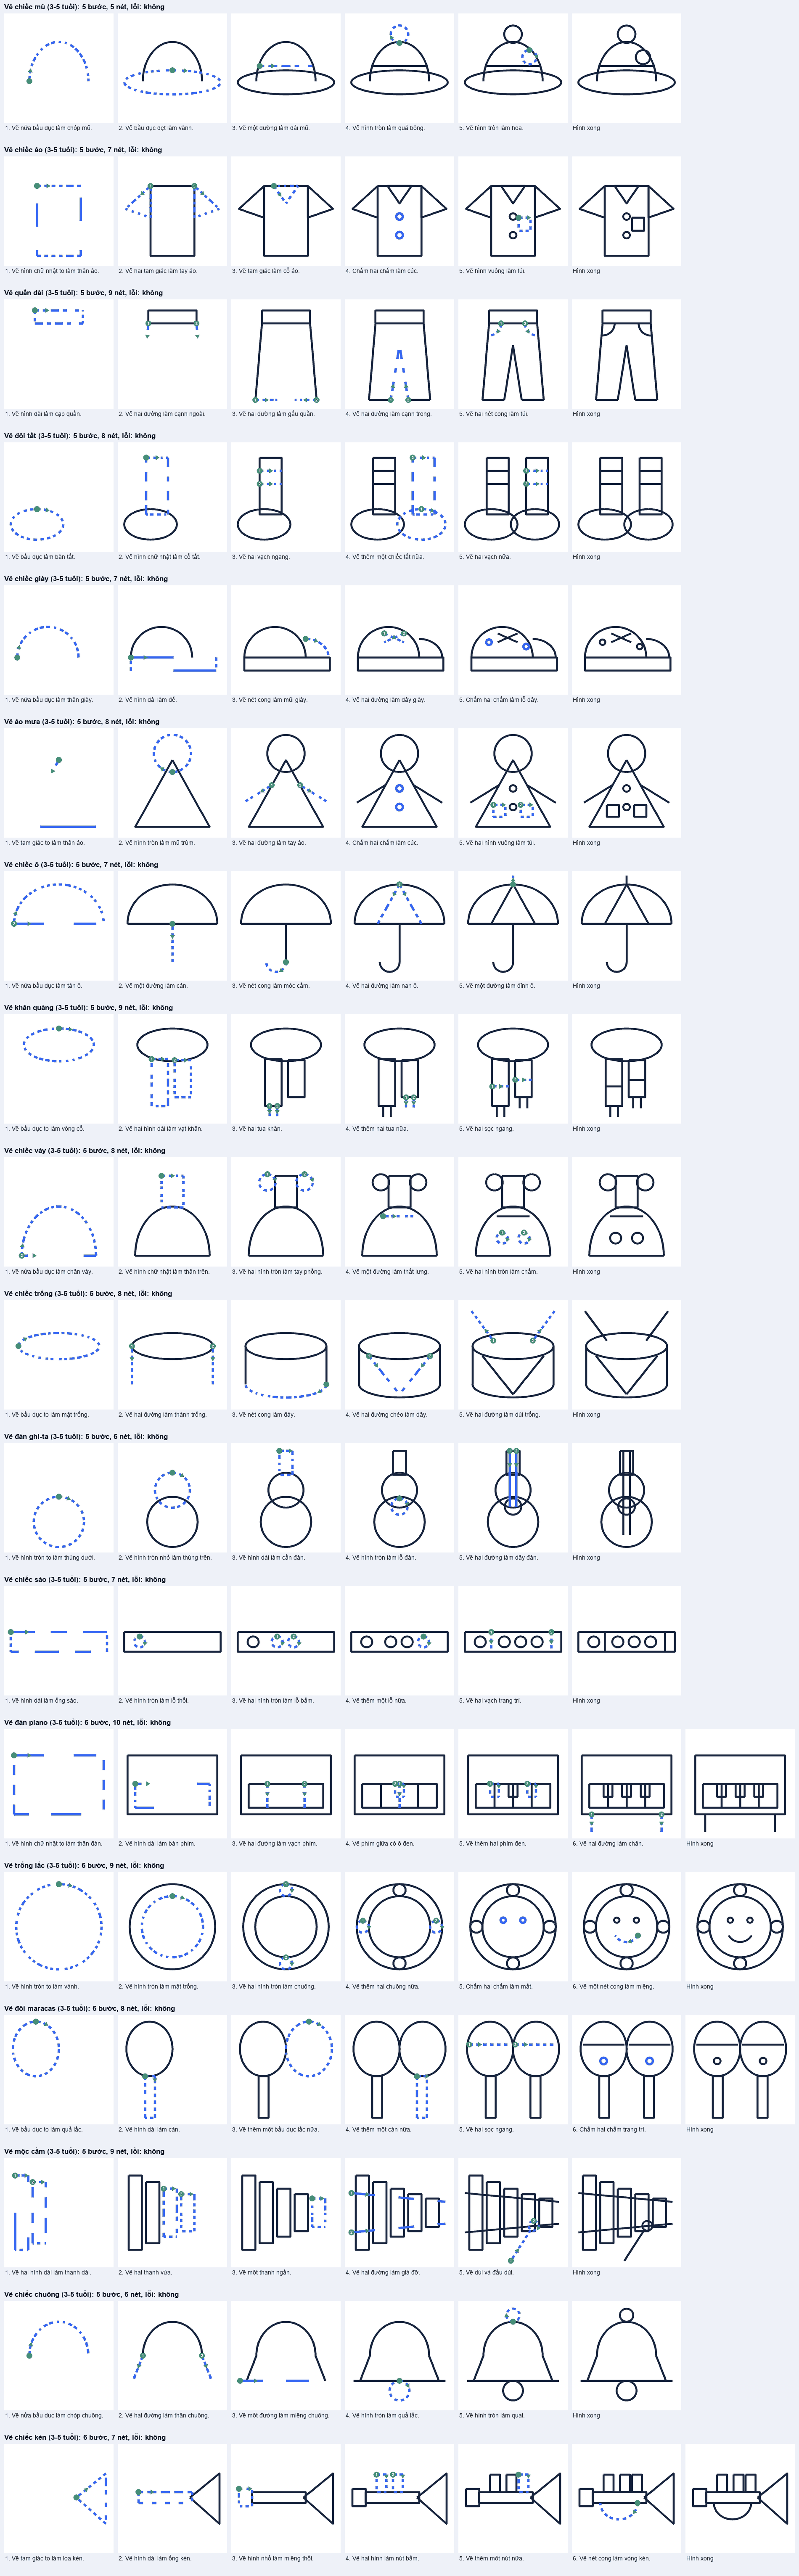 Vẽ chiếc mũ (3-5 tuổi): 5 bước, 5 nét, lỗi: không
1. Vẽ nửa bầu dục làm chóp mũ. 2. Vẽ bầu dục dẹt làm vành. 3. Vẽ một đường làm dải mũ. 4. Vẽ hình tròn làm quả bông. 5. Vẽ hình tròn làm hoa. Hình xong
Vẽ chiếc áo (3-5 tuổi): 5 bước, 7 nét, lỗi: không
1. Vẽ hình chữ nhật to làm thân áo. 2. Vẽ hai tam giác làm tay áo. 3. Vẽ tam giác làm cổ áo. 4. Chấm hai chấm làm cúc. 5. Vẽ hình vuông làm túi. Hình xong
Vẽ quần dài (3-5 tuổi): 5 bước, 9 nét, lỗi: không
1. Vẽ hình dài làm cạp quần. 2. Vẽ hai đường làm cạnh ngoài. 3. Vẽ hai đường làm gấu quần. 4. Vẽ hai đường làm cạnh trong. 5. Vẽ hai nét cong làm túi. Hình xong
Vẽ đôi tất (3-5 tuổi): 5 bước, 8 nét, lỗi: không
1. Vẽ bầu dục làm bàn tất. 2. Vẽ hình chữ nhật làm cổ tất. 3. Vẽ hai vạch ngang. 4. Vẽ thêm một chiếc tất nữa. 5. Vẽ hai vạch nữa. Hình xong
Vẽ chiếc giày (3-5 tuổi): 5 bước, 7 nét, lỗi: không
1. Vẽ nửa bầu dục làm thân giày. 2. Vẽ hình dài làm đế. 3. Vẽ nét cong làm mũi giày. 4. Vẽ hai đường làm dây giày. 5. Chấm hai chấm làm lỗ dây. Hình xong
Vẽ áo mưa (3-5 tuổi): 5 bước, 8 nét, lỗi: không
1. Vẽ tam giác to làm thân áo. 2. Vẽ hình tròn làm mũ trùm. 3. Vẽ hai đường làm tay áo. 4. Chấm hai chấm làm cúc. 5. Vẽ hai hình vuông làm túi. Hình xong
Vẽ chiếc ô (3-5 tuổi): 5 bước, 7 nét, lỗi: không
1. Vẽ nửa bầu dục làm tán ô. 2. Vẽ một đường làm cán. 3. Vẽ nét cong làm móc cầm. 4. Vẽ hai đường làm nan ô. 5. Vẽ một đường làm đỉnh ô. Hình xong
Vẽ khăn quàng (3-5 tuổi): 5 bước, 9 nét, lỗi: không
1. Vẽ bầu dục to làm vòng cổ. 2. Vẽ hai hình dài làm vạt khăn. 3. Vẽ hai tua khăn. 4. Vẽ thêm hai tua nữa. 5. Vẽ hai sọc ngang. Hình xong
Vẽ chiếc váy (3-5 tuổi): 5 bước, 8 nét, lỗi: không
1. Vẽ nửa bầu dục làm chân váy. 2. Vẽ hình chữ nhật làm thân trên. 3. Vẽ hai hình tròn làm tay phồng. 4. Vẽ một đường làm thắt lưng. 5. Vẽ hai hình tròn làm chấm. Hình xong
Vẽ chiếc trống (3-5 tuổi): 5 bước, 8 nét, lỗi: không
1. Vẽ bầu dục to làm mặt trống. 2. Vẽ hai đường làm thành trống. 3. Vẽ nét cong làm đáy. 4. Vẽ hai đường chéo làm dây. 5. Vẽ hai đường làm dùi trống. Hình xong
Vẽ đàn ghi-ta (3-5 tuổi): 5 bước, 6 nét, lỗi: không
1. Vẽ hình tròn to làm thùng dưới. 2. Vẽ hình tròn nhỏ làm thùng trên. 3. Vẽ hình dài làm cần đàn. 4. Vẽ hình tròn làm lỗ đàn. 5. Vẽ hai đường làm dây đàn. Hình xong
Vẽ chiếc sáo (3-5 tuổi): 5 bước, 7 nét, lỗi: không
1. Vẽ hình dài làm ống sáo. 2. Vẽ hình tròn làm lỗ thổi. 3. Vẽ hai hình tròn làm lỗ bấm. 4. Vẽ thêm một lỗ nữa. 5. Vẽ hai vạch trang trí. Hình xong
Vẽ đàn piano (3-5 tuổi): 6 bước, 10 nét, lỗi: không
1. Vẽ hình chữ nhật to làm thân đàn. 2. Vẽ hình dài làm bàn phím. 3. Vẽ hai đường làm vạch phím. 4. Vẽ phím giữa có ô đen. 5. Vẽ thêm hai phím đen. 6. Vẽ hai đường làm chân. Hình xong
Vẽ trống lắc (3-5 tuổi): 6 bước, 9 nét, lỗi: không
1. Vẽ hình tròn to làm vành. 2. Vẽ hình tròn làm mặt trống. 3. Vẽ hai hình tròn làm chuông. 4. Vẽ thêm hai chuông nữa. 5. Chấm hai chấm làm mắt. 6. Vẽ một nét cong làm miệng. Hình xong
Vẽ đôi maracas (3-5 tuổi): 6 bước, 8 nét, lỗi: không
1. Vẽ bầu dục to làm quả lắc. 2. Vẽ hình dài làm cán. 3. Vẽ thêm một bầu dục lắc nữa. 4. Vẽ thêm một cán nữa. 5. Vẽ hai sọc ngang. 6. Chấm hai chấm trang trí. Hình xong
Vẽ mộc cầm (3-5 tuổi): 5 bước, 9 nét, lỗi: không
1. Vẽ hai hình dài làm thanh dài. 2. Vẽ hai thanh vừa. 3. Vẽ một thanh ngắn. 4. Vẽ hai đường làm giá đỡ. 5. Vẽ dùi và đầu dùi. Hình xong
Vẽ chiếc chuông (3-5 tuổi): 5 bước, 6 nét, lỗi: không
1. Vẽ nửa bầu dục làm chóp chuông. 2. Vẽ hai đường làm thân chuông. 3. Vẽ một đường làm miệng chuông. 4. Vẽ hình tròn làm quả lắc. 5. Vẽ hình tròn làm quai. Hình xong
Vẽ chiếc kèn (3-5 tuổi): 6 bước, 7 nét, lỗi: không
1. Vẽ tam giác to làm loa kèn. 2. Vẽ hình dài làm ống kèn. 3. Vẽ hình nhỏ làm miệng thổi. 4. Vẽ hai hình làm nút bấm. 5. Vẽ thêm một nút nữa. 6. Vẽ nét cong làm vòng kèn. Hình xong